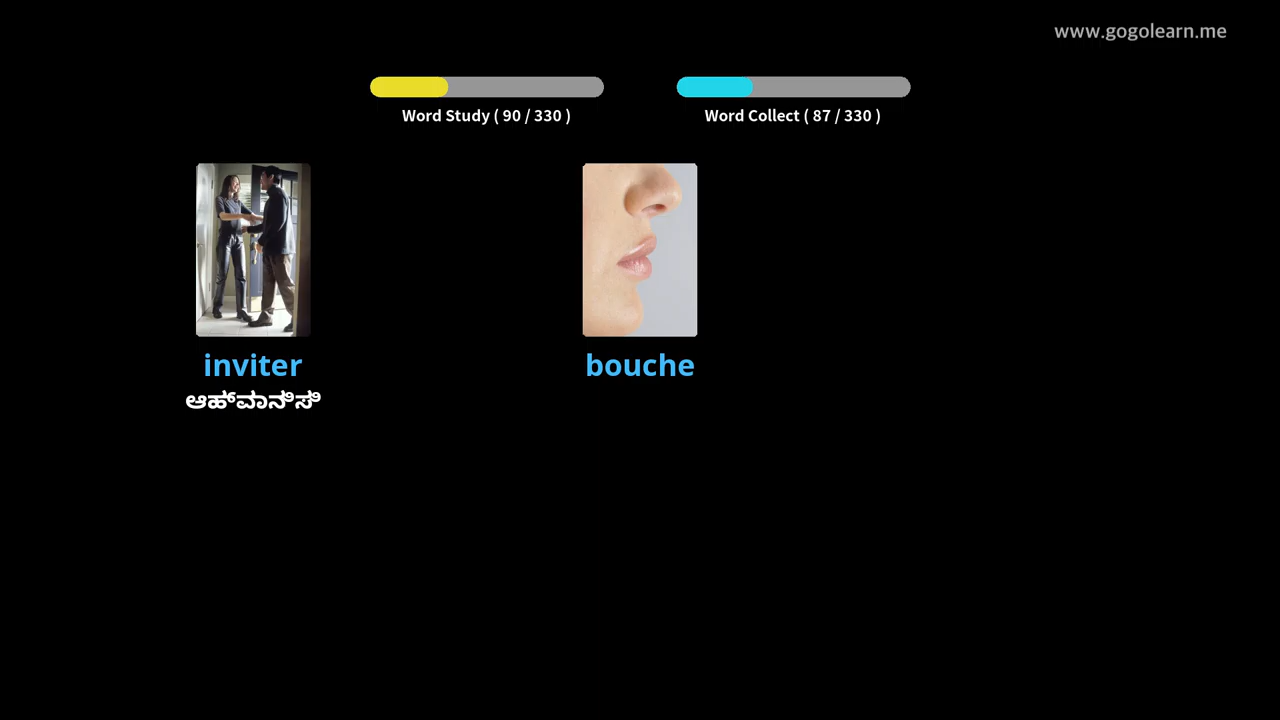 www.gogolearn.me
Word Study ( 90 / 330 )
Word Collect ( 87 / 330 )
inviter
bouche
ಆಹ್ವಾನಿಸಿ